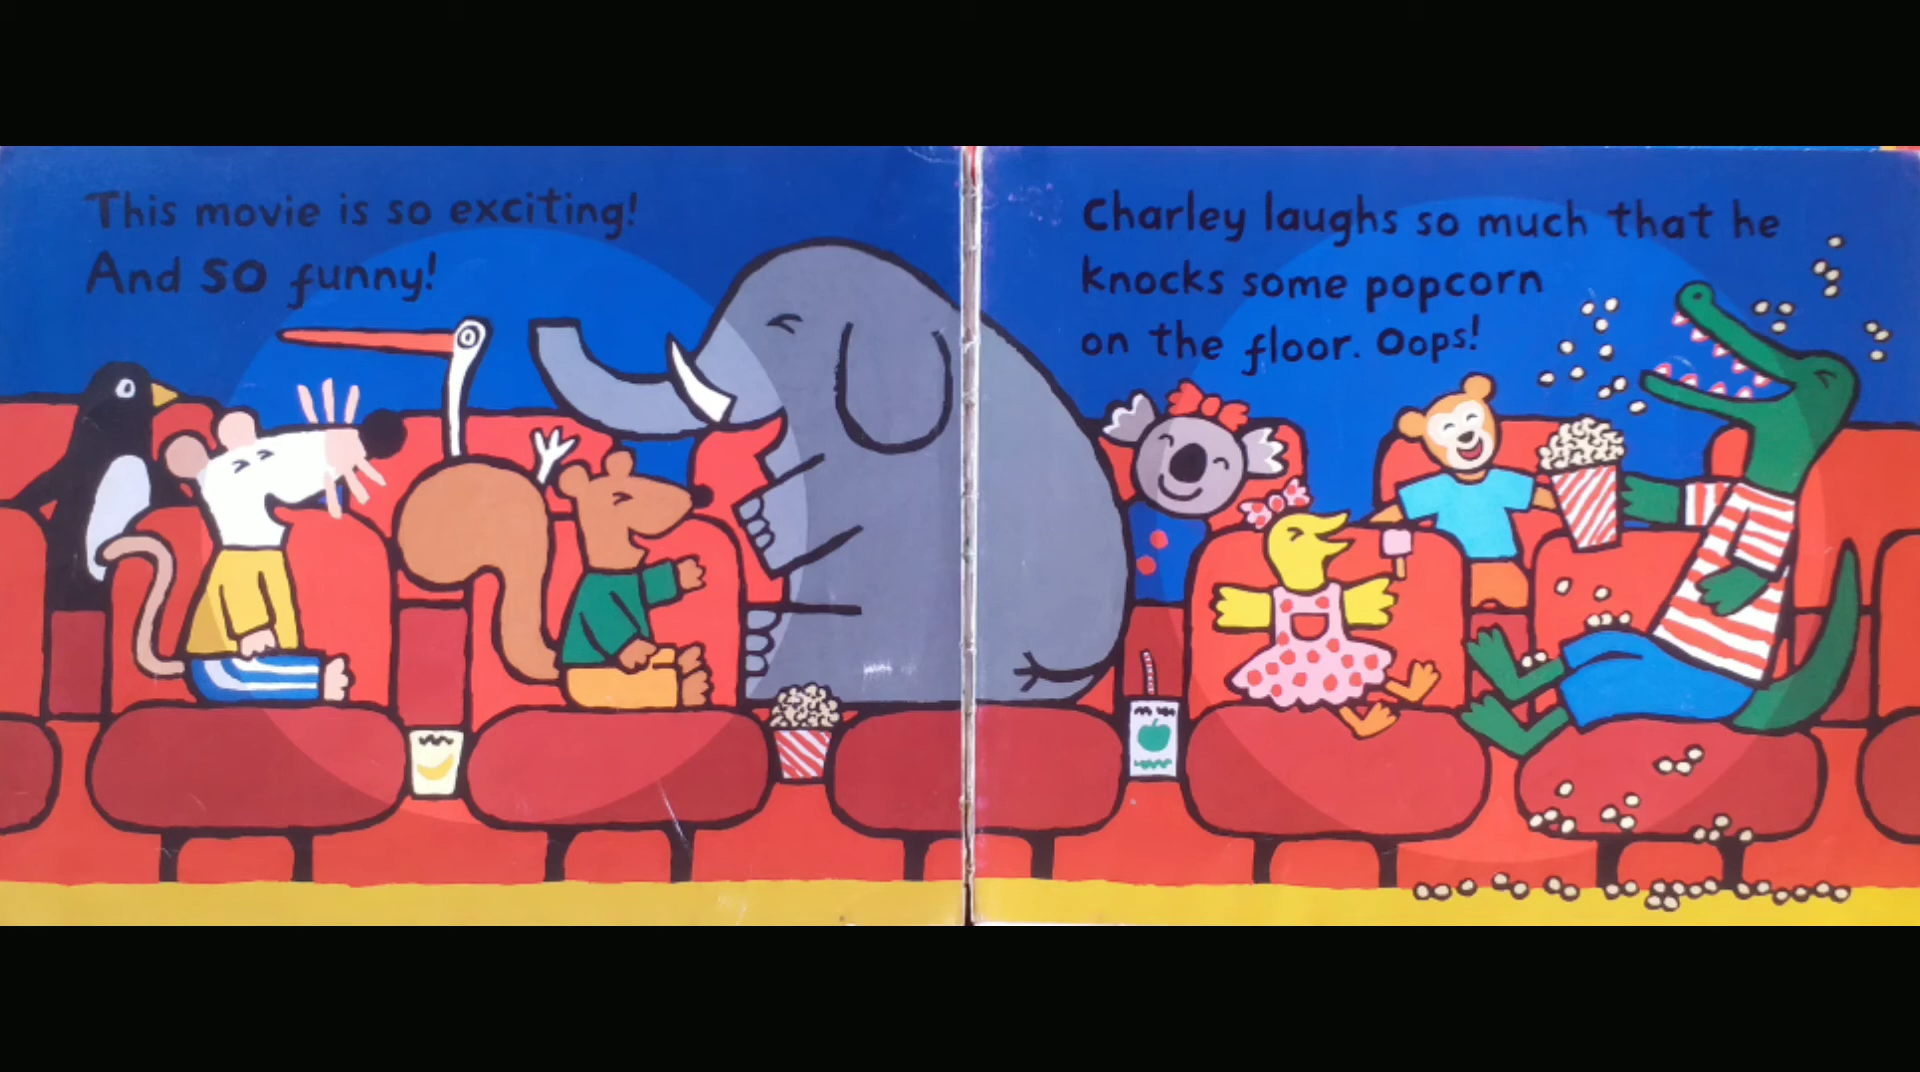 This movie is so exciting!
And so funny!
Charley laughs so much that he
knocks some popcorn
on the floor. Oops!